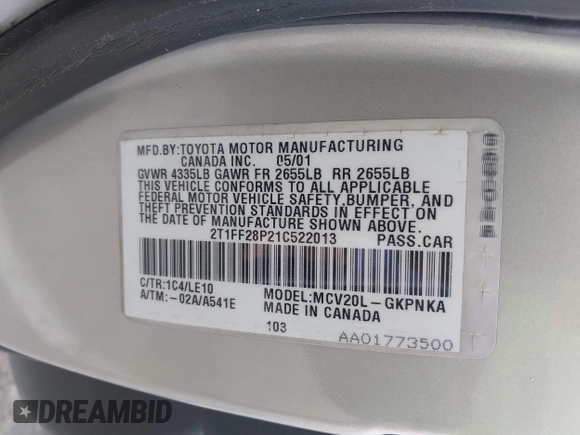 MFD.BY:TOYOTA MOTOR MANUFACTURING
CANADA INC. 05/01
GVWR 4335LB GAWR FR 2655LB RR 2655LB
THIS VEHICLE CONFORMS TO ALL APPLICABLE
FEDERAL MOTOR VEHICLE SAFETY,BUMPER, AND
THEFT PREVENTION STANDARDS IN EFFECT ON
THE DATE OF MANUFACTURE SHOWN ABOVE.
2T1FF28P21C522013 PASS.CAR
C/TR:1C4/LE10 MODEL:MCV20L-GKPNKA
A/TM:-02A/A541E MADE IN CANADA
103
AA01773500
DREAMBID